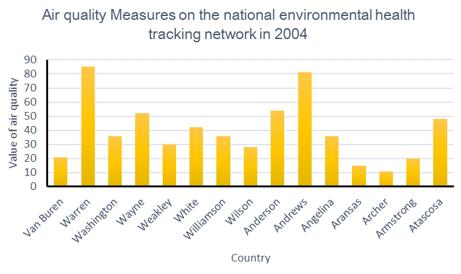 Air quality Measures on the national environmental health
tracking network in 2004
Value of air quality
90
80
70
60
50
40
30
20
10
0
Van Buren
Warren
Washington
Wayne
Weakley
White
Williamson
Wilson
Anderson
Andrews
Angelina
Aransas
Archer
Armstrong
Atascosa
Country